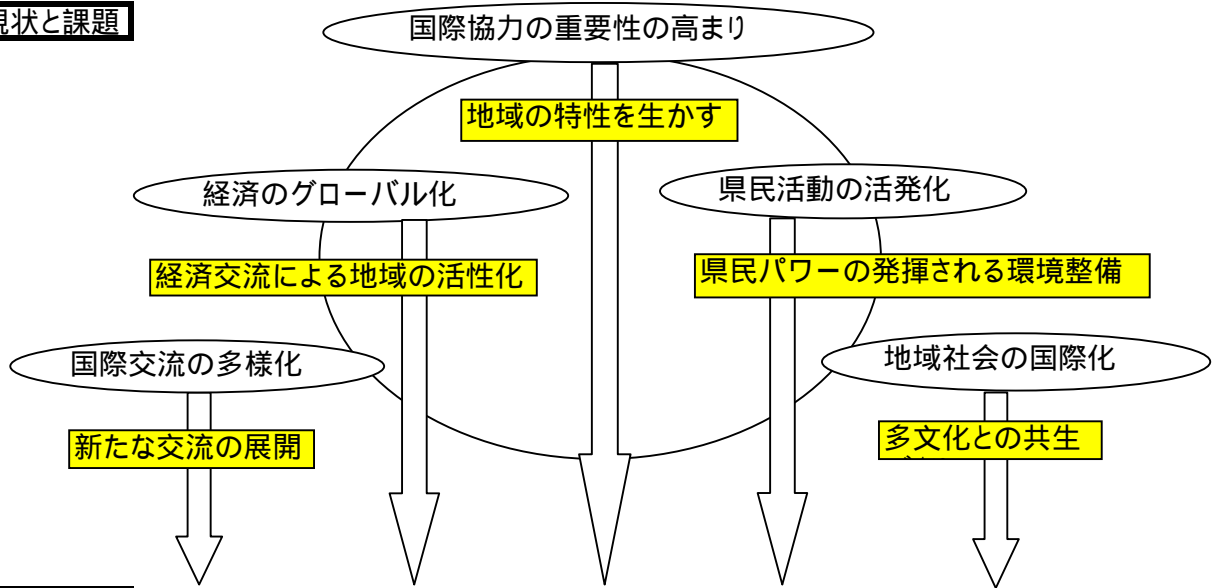 現状と課題
国際協力の重要性の高まり
地域の特性を生かす
経済のグローバル化
県民活動の活発化
経済交流による地域の活性化
県民パワーの発揮される環境整備
国際交流の多様化
地域社会の国際化
新たな交流の展開
多文化との共生